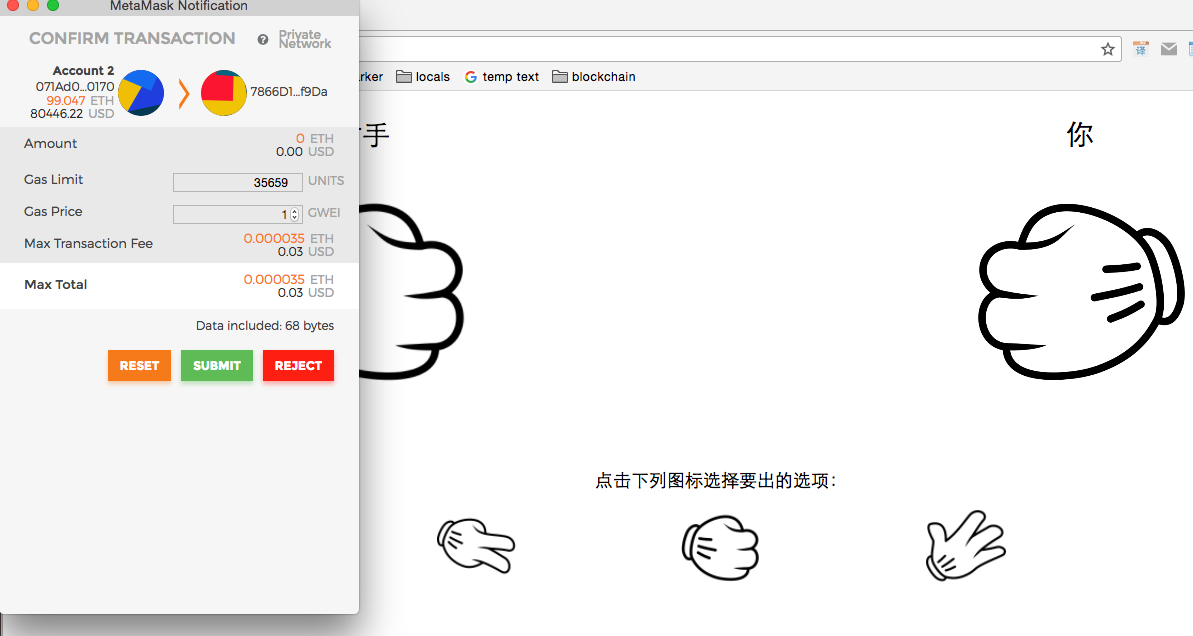 MetaMask Notification
CONFIRM TRANSACTION
Private
Network
Account 2
071Ad0...0170
99.047 ETH
80446.22 USD
7866D1...f9Da
Amount
0 ETH
0.00 USD
Gas Limit
35659 UNITS
Gas Price
1 GWEI
Max Transaction Fee
0.000035 ETH
0.03 USD
Max Total
0.000035 ETH
0.03 USD
Data included: 68 bytes
RESET SUBMIT REJECT
locals temp text blockchain
译
手
你
点击下列图标选择要出的选项：